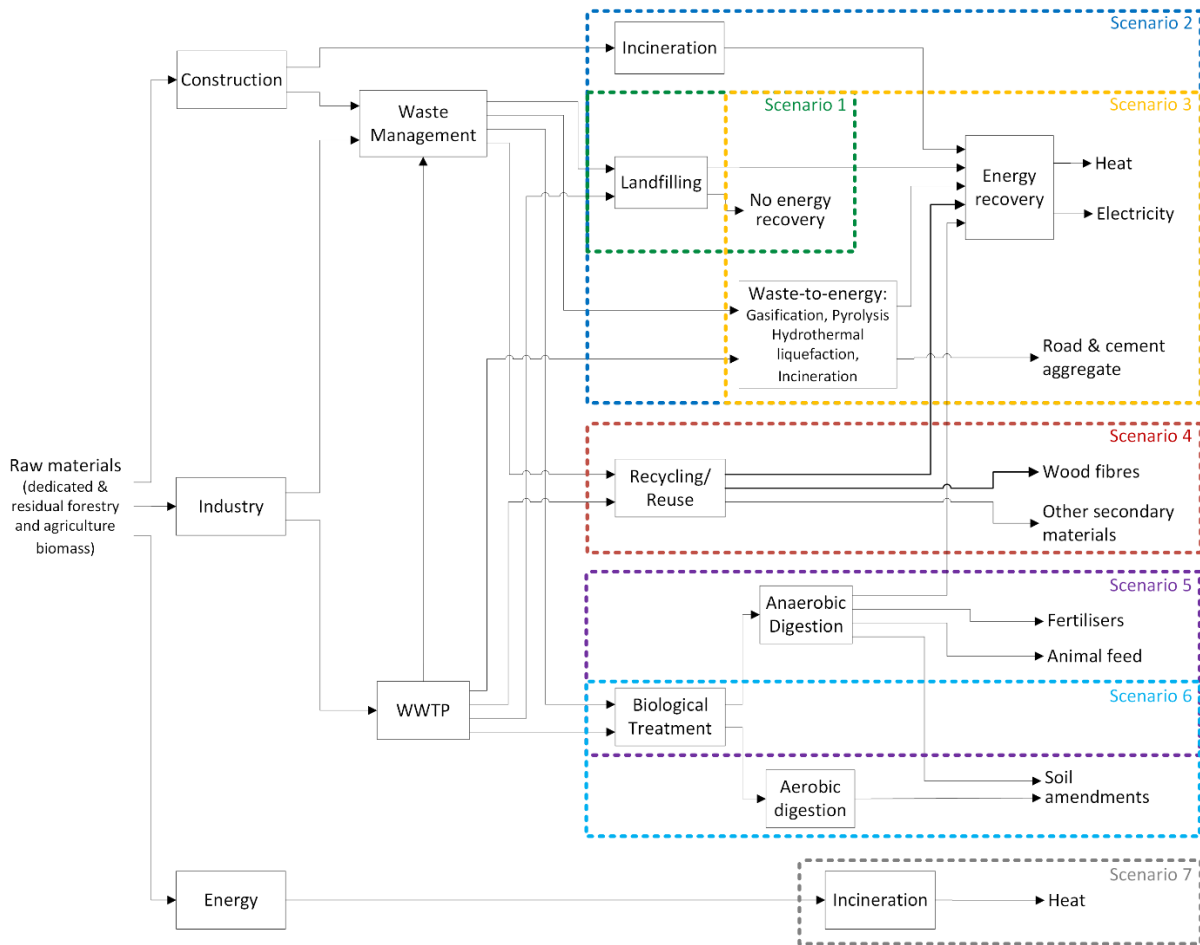 Scenario 2
Incineration
Construction
Waste
Management
Scenario 1
Scenario 3
Landfilling
No energy
recovery
Energy
recovery
Heat
Electricity
Waste-to-energy:
Gasification, Pyrolysis
Hydrothermal
liquefaction,
Incineration
Road & cement
aggregate
Scenario 4
Raw materials
(dedicated &
residual forestry
and agriculture
biomass)
Industry
Recycling/
Reuse
Wood fibres
Other secondary
materials
Scenario 5
Anaerobic
Digestion
Fertilisers
Animal feed
Scenario 6
WWTP
Biological
Treatment
Aerobic
digestion
Soil
amendments
Scenario 7
Energy
Incineration
Heat